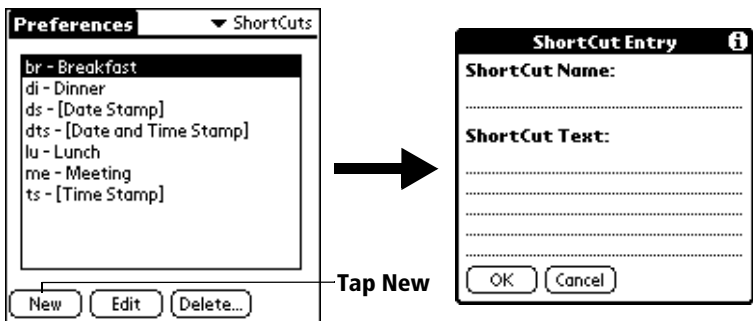 Preferences
ShortCuts
br - Breakfast
di - Dinner
ds - [Date Stamp]
dts - [Date and Time Stamp]
lu - Lunch
me - Meeting
ts - [Time Stamp]
New
Edit
Delete...
Tap New
ShortCut Entry
i
ShortCut Name:
ShortCut Text:
OK
Cancel